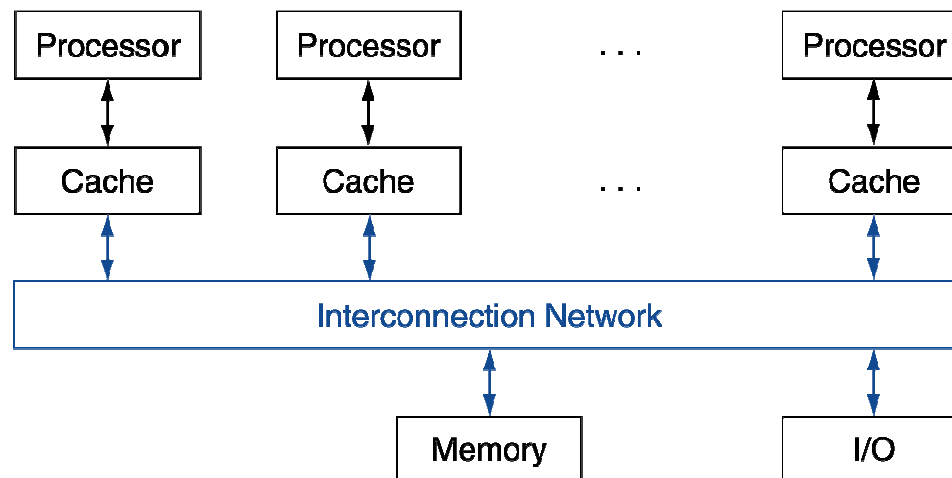 Processor Processor . . . Processor
Cache Cache . . . Cache
Interconnection Network
Memory I/O